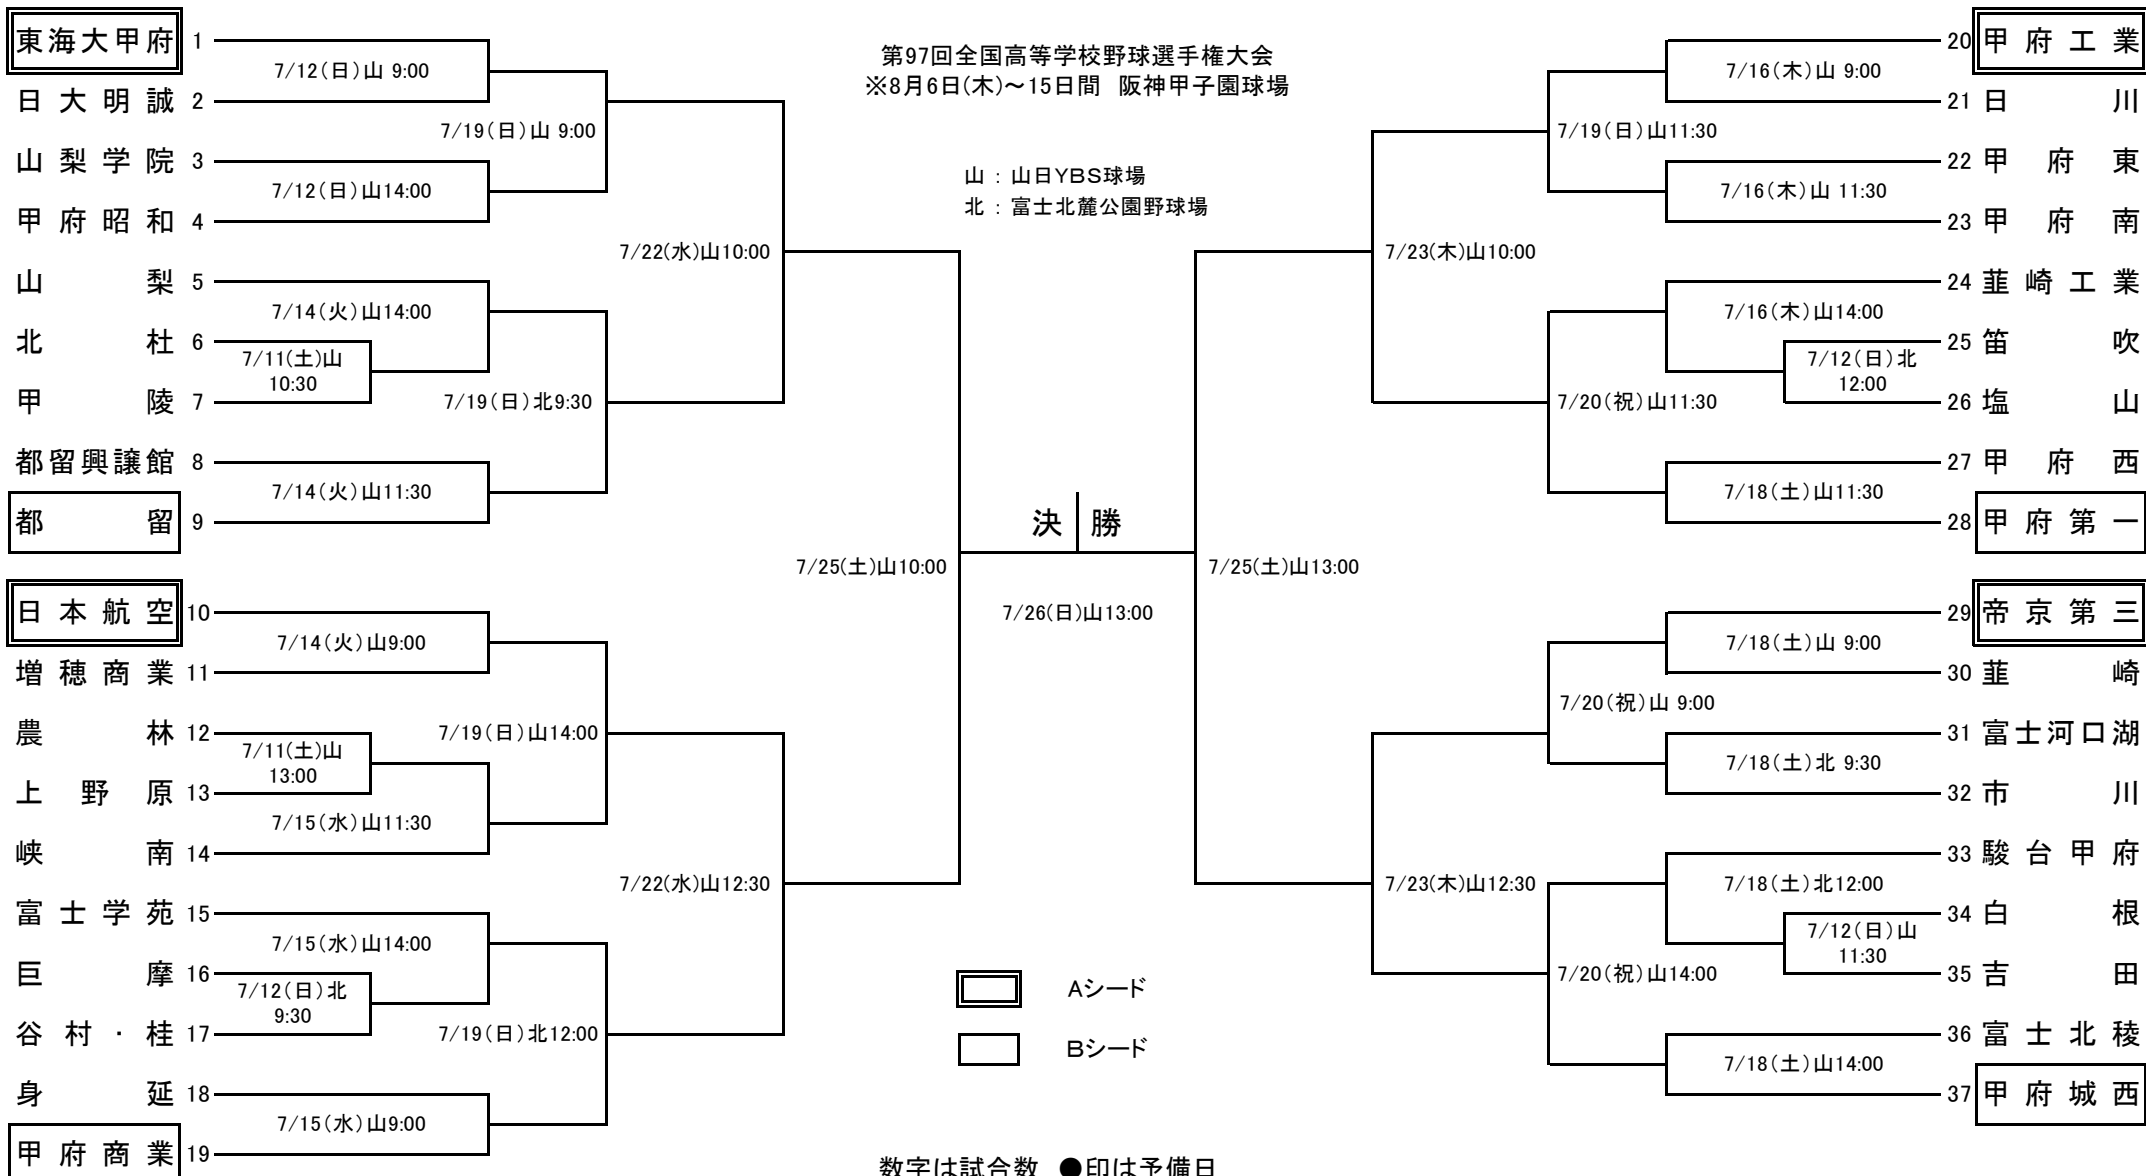 第97回全国高等学校野球選手権大会
※8月6日(木)～15日間 阪神甲子園球場
山 : 山日YBS球場
北 : 富士北麓公園野球場
東海大甲府 1
7/12(日)山 9:00
日大明誠 2
7/19(日)山 9:00
山梨学院 3
7/12(日)山14:00
甲府昭和 4
7/22(水)山10:00
山梨 5
7/14(火)山14:00
北杜 6
7/11(土)山
10:30
甲陵 7
7/19(日)北9:30
都留興譲館 8
7/14(火)山11:30
都留 9
7/25(土)山10:00
日本航空 10
7/14(火)山9:00
増穂商業 11
農林 12
7/19(日)山14:00
7/11(土)山
13:00
上野原 13
7/15(水)山11:30
峡南 14
7/22(水)山12:30
富士学苑 15
7/15(水)山14:00
巨摩 16
7/12(日)北
9:30
谷村・桂 17
7/19(日)北12:00
身延 18
7/15(水)山9:00
甲府商業 19
決勝
7/26(日)山13:00
20 甲府工業
7/16(木)山 9:00
21 日川
7/19(日)山11:30
22 甲府東
7/16(木)山 11:30
23 甲府南
7/23(木)山10:00
24 韮崎工業
7/16(木)山14:00
25 笛吹
7/12(日)北
12:00
26 塩山
7/20(祝)山11:30
27 甲府西
7/18(土)山11:30
28 甲府第一
7/25(土)山13:00
29 帝京第三
7/18(土)山 9:00
30 韮崎
7/20(祝)山 9:00
31 富士河口湖
7/18(土)北 9:30
32 市川
33 駿台甲府
7/23(木)山12:30
7/18(土)北12:00
34 白根
7/12(日)山
11:30
35 吉田
7/20(祝)山14:00
36 富士北稜
7/18(土)山14:00
37 甲府城西
Aシード
Bシード
数字は試合数 ●印は予備日